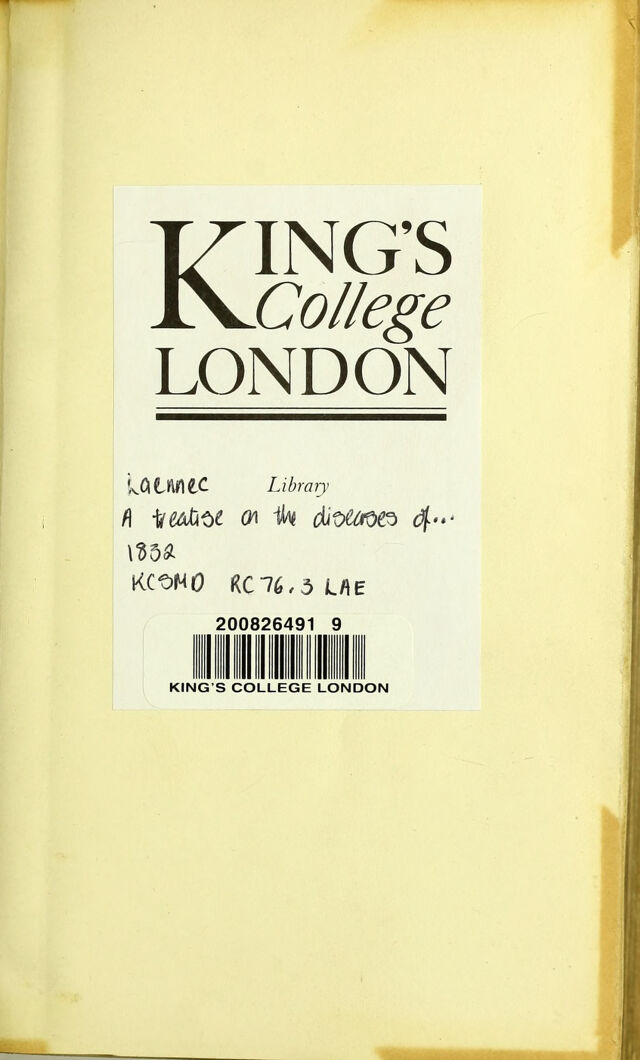 KING'S
College
LONDON
Laennec Library
A treatise on the diseases of...
1832
KCSMD RC76.3 LAE
200826491 9
KING'S COLLEGE LONDON